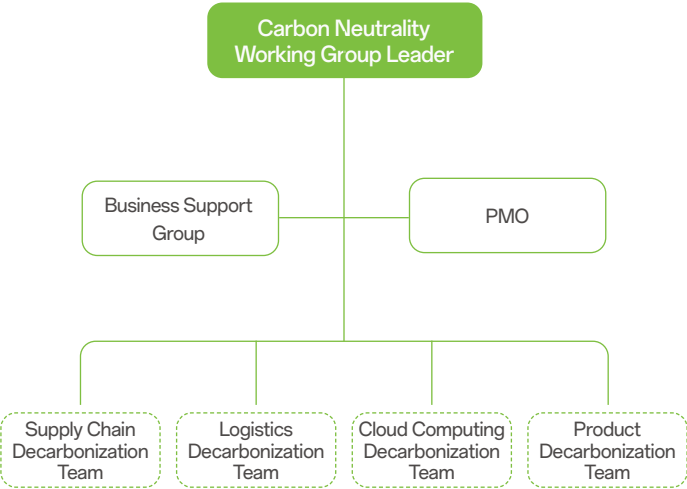 Carbon Neutrality
Working Group Leader
Business Support
Group
PMO
Supply Chain
Decarbonization
Team
Logistics
Decarbonization
Team
Cloud Computing
Decarbonization
Team
Product
Decarbonization
Team